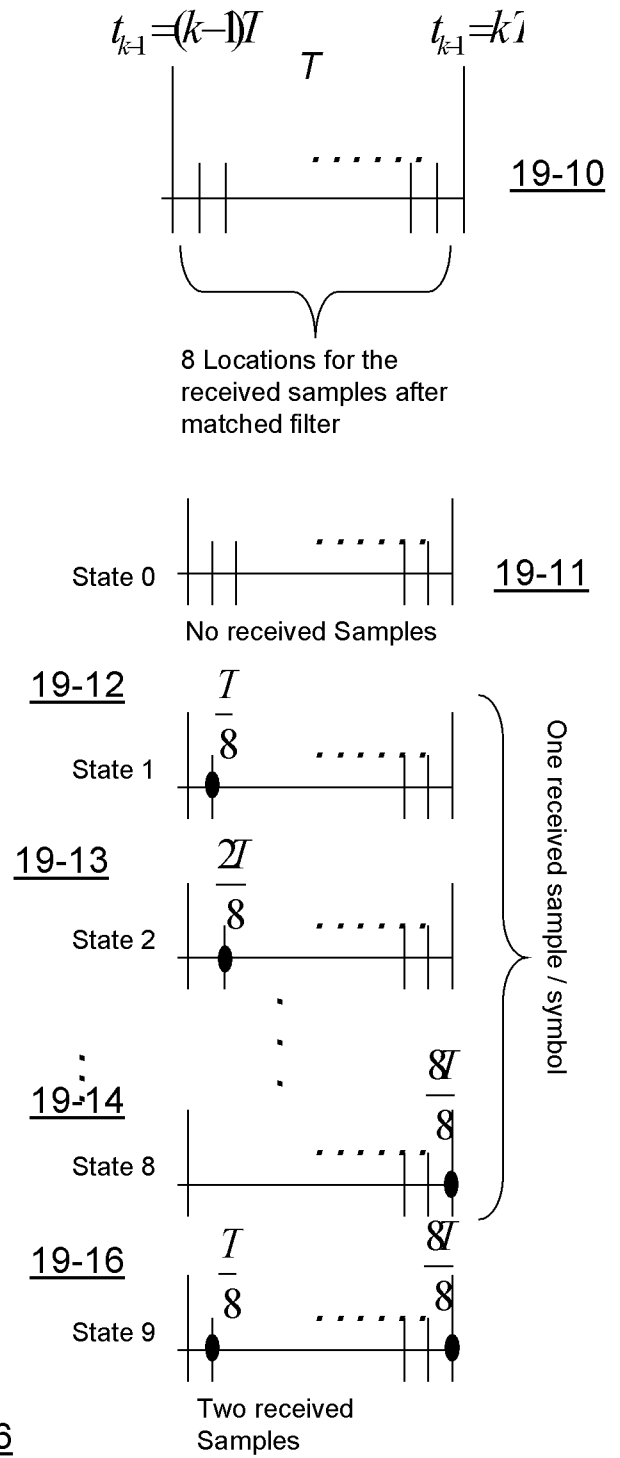 t_{k-1}=(k-1)T
T
t_{k-1}=kT
19-10
8 Locations for the
received samples after
matched filter
State 0
19-11
No received Samples
19-12
T/8
State 1
19-13
2T/8
State 2
One received sample / symbol
19-14
8T/8
State 8
19-16
T/8
8T/8
State 9
Two received
Samples
6